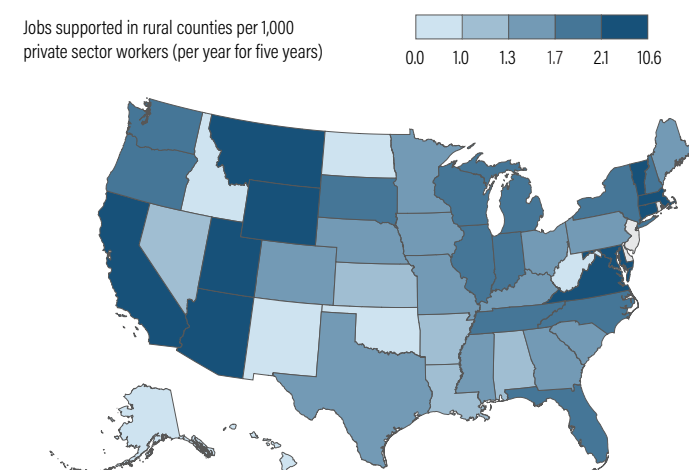 Jobs supported in rural counties per 1,000
private sector workers (per year for five years)
0.0 1.0 1.3 1.7 2.1 10.6